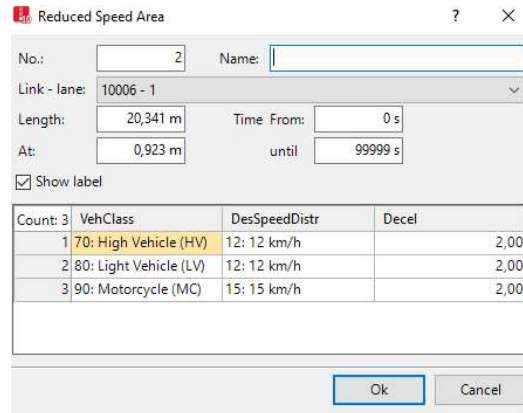 Reduced Speed Area ? ×
No.: 2 Name:
Link - lane: 10006 - 1
Length: 20,341 m Time From: 0 s
At: 0,923 m until 99999 s
Show label
Count: 3 VehClass DesSpeedDistr Decel
1 70: High Vehicle (HV) 12: 12 km/h 2,00
2 80: Light Vehicle (LV) 12: 12 km/h 2,00
3 90: Motorcycle (MC) 15: 15 km/h 2,00
Ok Cancel